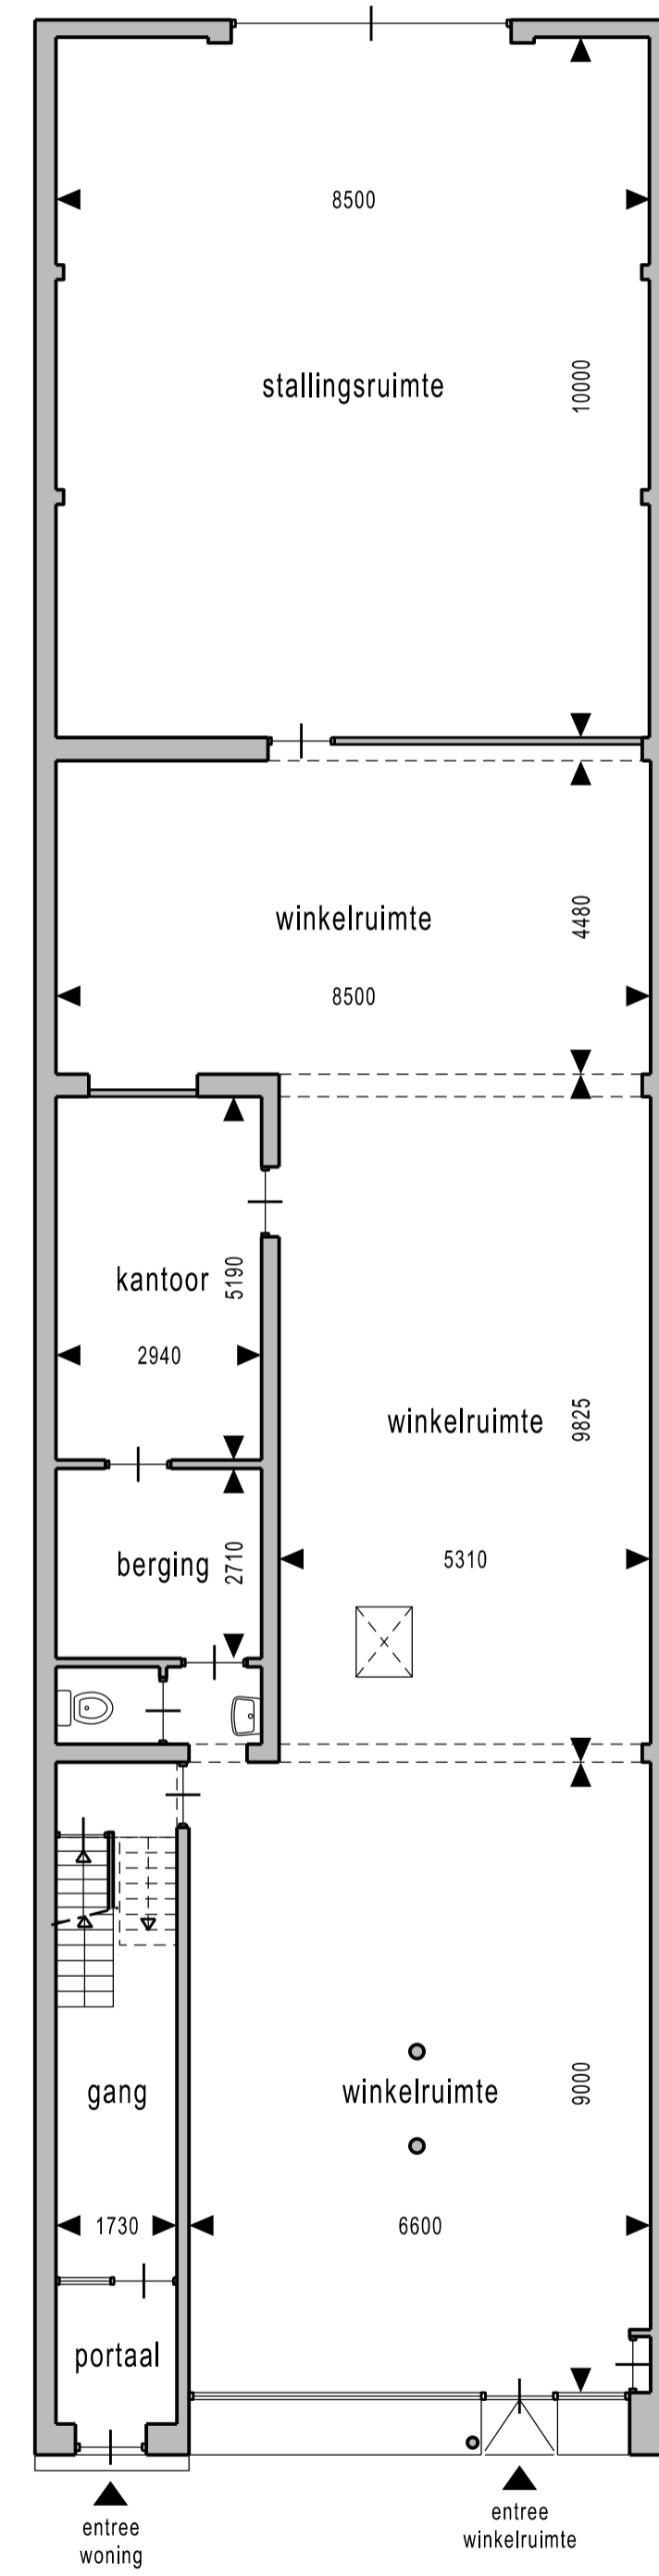 8500
stallingsruimte
10000
winkelruimte
4480
8500
kantoor
5190
2940
winkelruimte
9825
berging
2710
5310
gang
winkelruimte
9000
1730
6600
portaal
entree
woning
entree
winkelruimte